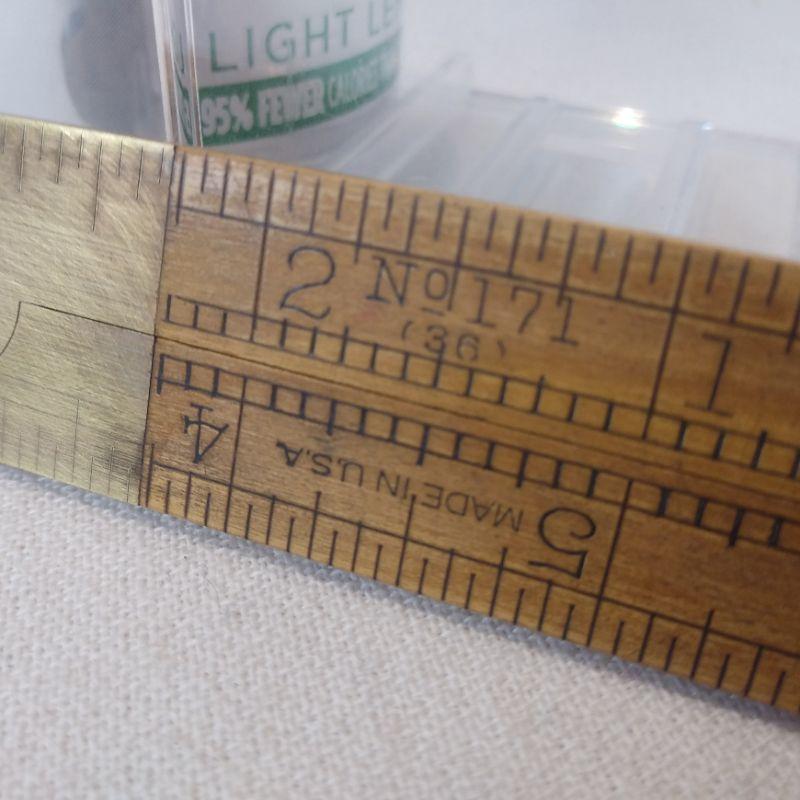 LIGHT LE
95% FEWER CALORIES
2 No 171 1
(36)
4 MADE IN U.S.A. 5